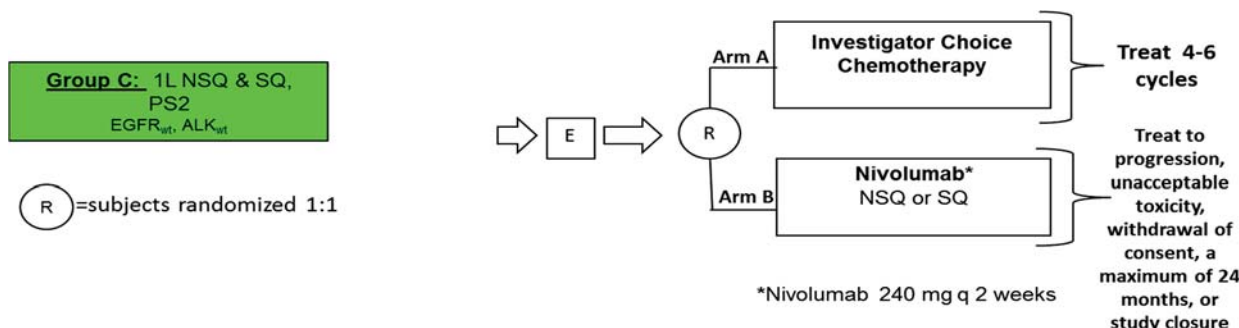 Group C: 1L NSQ & SQ,
PS2
EGFRwt, ALKwt
R =subjects randomized 1:1
E
R
Arm A
Investigator Choice
Chemotherapy
Treat 4-6
cycles
Arm B
Nivolumab*
NSQ or SQ
Treat to
progression,
unacceptable
toxicity,
withdrawal of
consent, a
maximum of 24
months, or
study closure
*Nivolumab 240 mg q 2 weeks